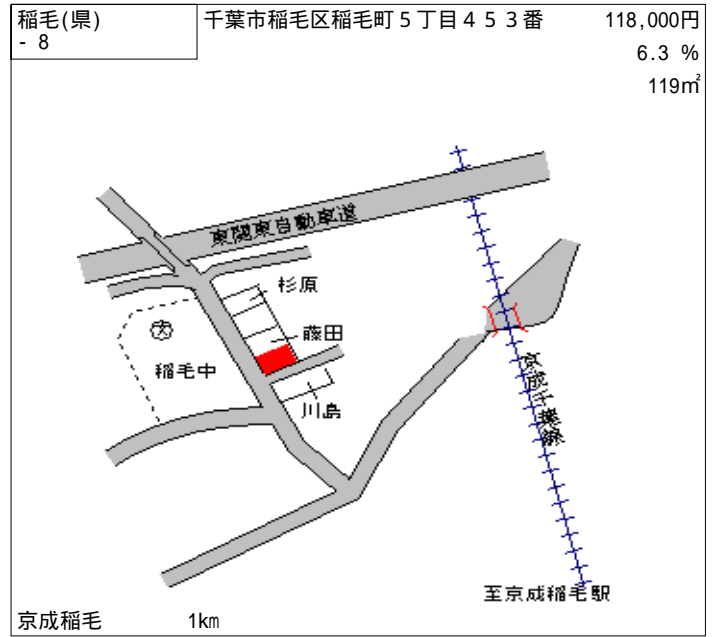 稲毛(県)
- 8
千葉市稲毛区稲毛町５丁目４５３番
118,000円
6.3 %
119㎡
東関東自動車道
杉原
藤田
文
稲毛中
川島
京成千葉線
至京成稲毛駅
京成稲毛 1km